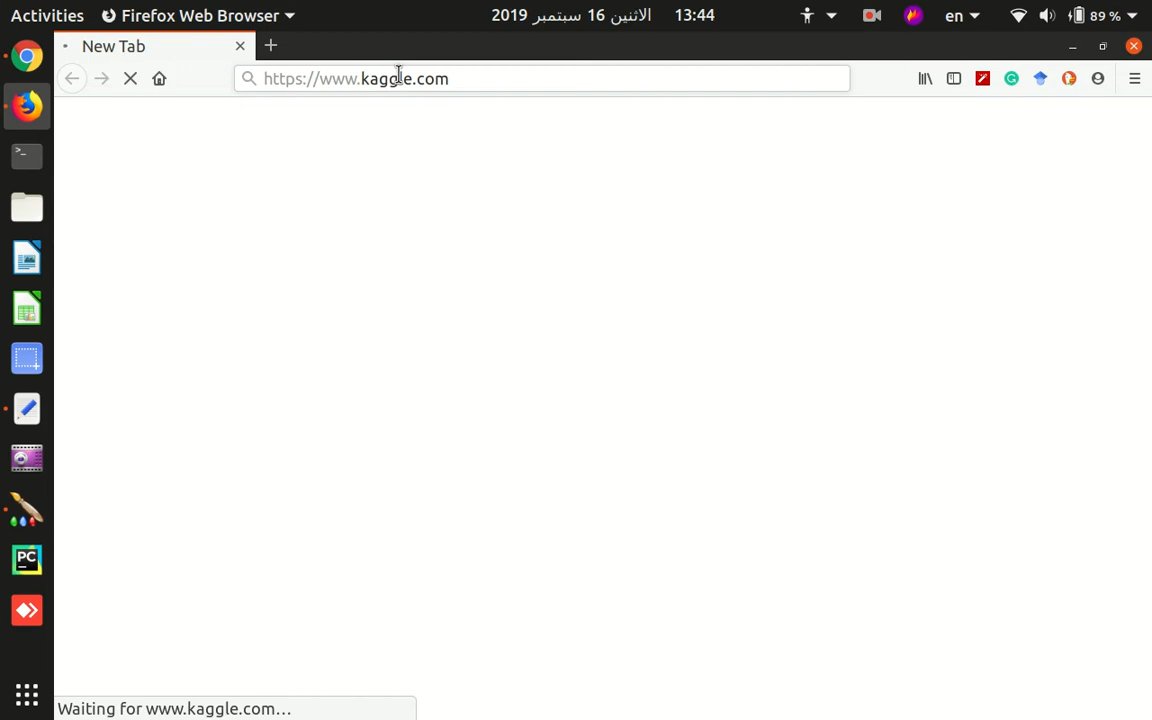 Activities Firefox Web Browser الاثنين 16 سبتمبر 2019 13:44 en 89 %
New Tab
https://www.kaggle.com
>_
PC
Waiting for www.kaggle.com...